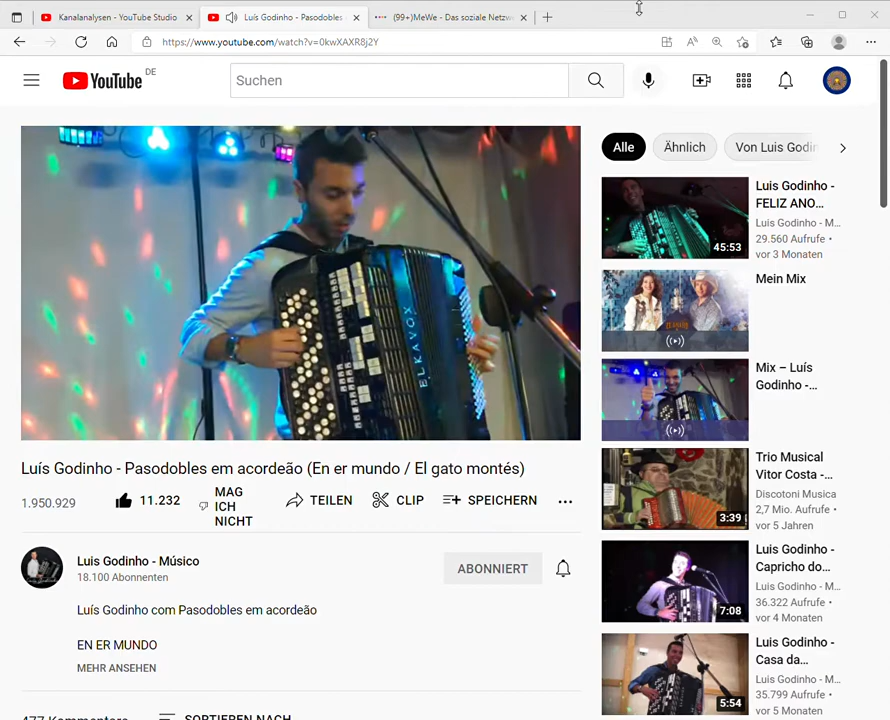 Kanalanalysen - YouTube Studio
Luís Godinho - Pasodobles
(99+)MeWe - Das soziale Netzw
https://www.youtube.com/watch?v=0kwXAXR8j2Y
YouTube DE
Suchen
Alle
Ähnlich
Von Luis Godin
ELKAVOX
Luis Godinho -
FELIZ ANO...
Luis Godinho - M...
29.560 Aufrufe •
vor 3 Monaten
45:53
Mein Mix
Mix – Luís
Godinho -...
Trio Musical
Vitor Costa -...
Discotoni Musica
2,7 Mio. Aufrufe •
vor 5 Jahren
3:39
Luis Godinho -
Capricho do...
Luis Godinho - M...
36.322 Aufrufe •
vor 4 Monaten
7:08
Luis Godinho -
Casa da...
Luis Godinho - M...
35.799 Aufrufe •
vor 5 Monaten
5:54
Luís Godinho - Pasodobles em acordeão (En er mundo / El gato montés)
1.950.929
11.232
MAG
ICH
NICHT
TEILEN
CLIP
SPEICHERN
Luis Godinho - Músico
18.100 Abonnenten
ABONNIERT
Luís Godinho com Pasodobles em acordeão
EN ER MUNDO
MEHR ANSEHEN
477 Kommentare
SORTIEREN NACH